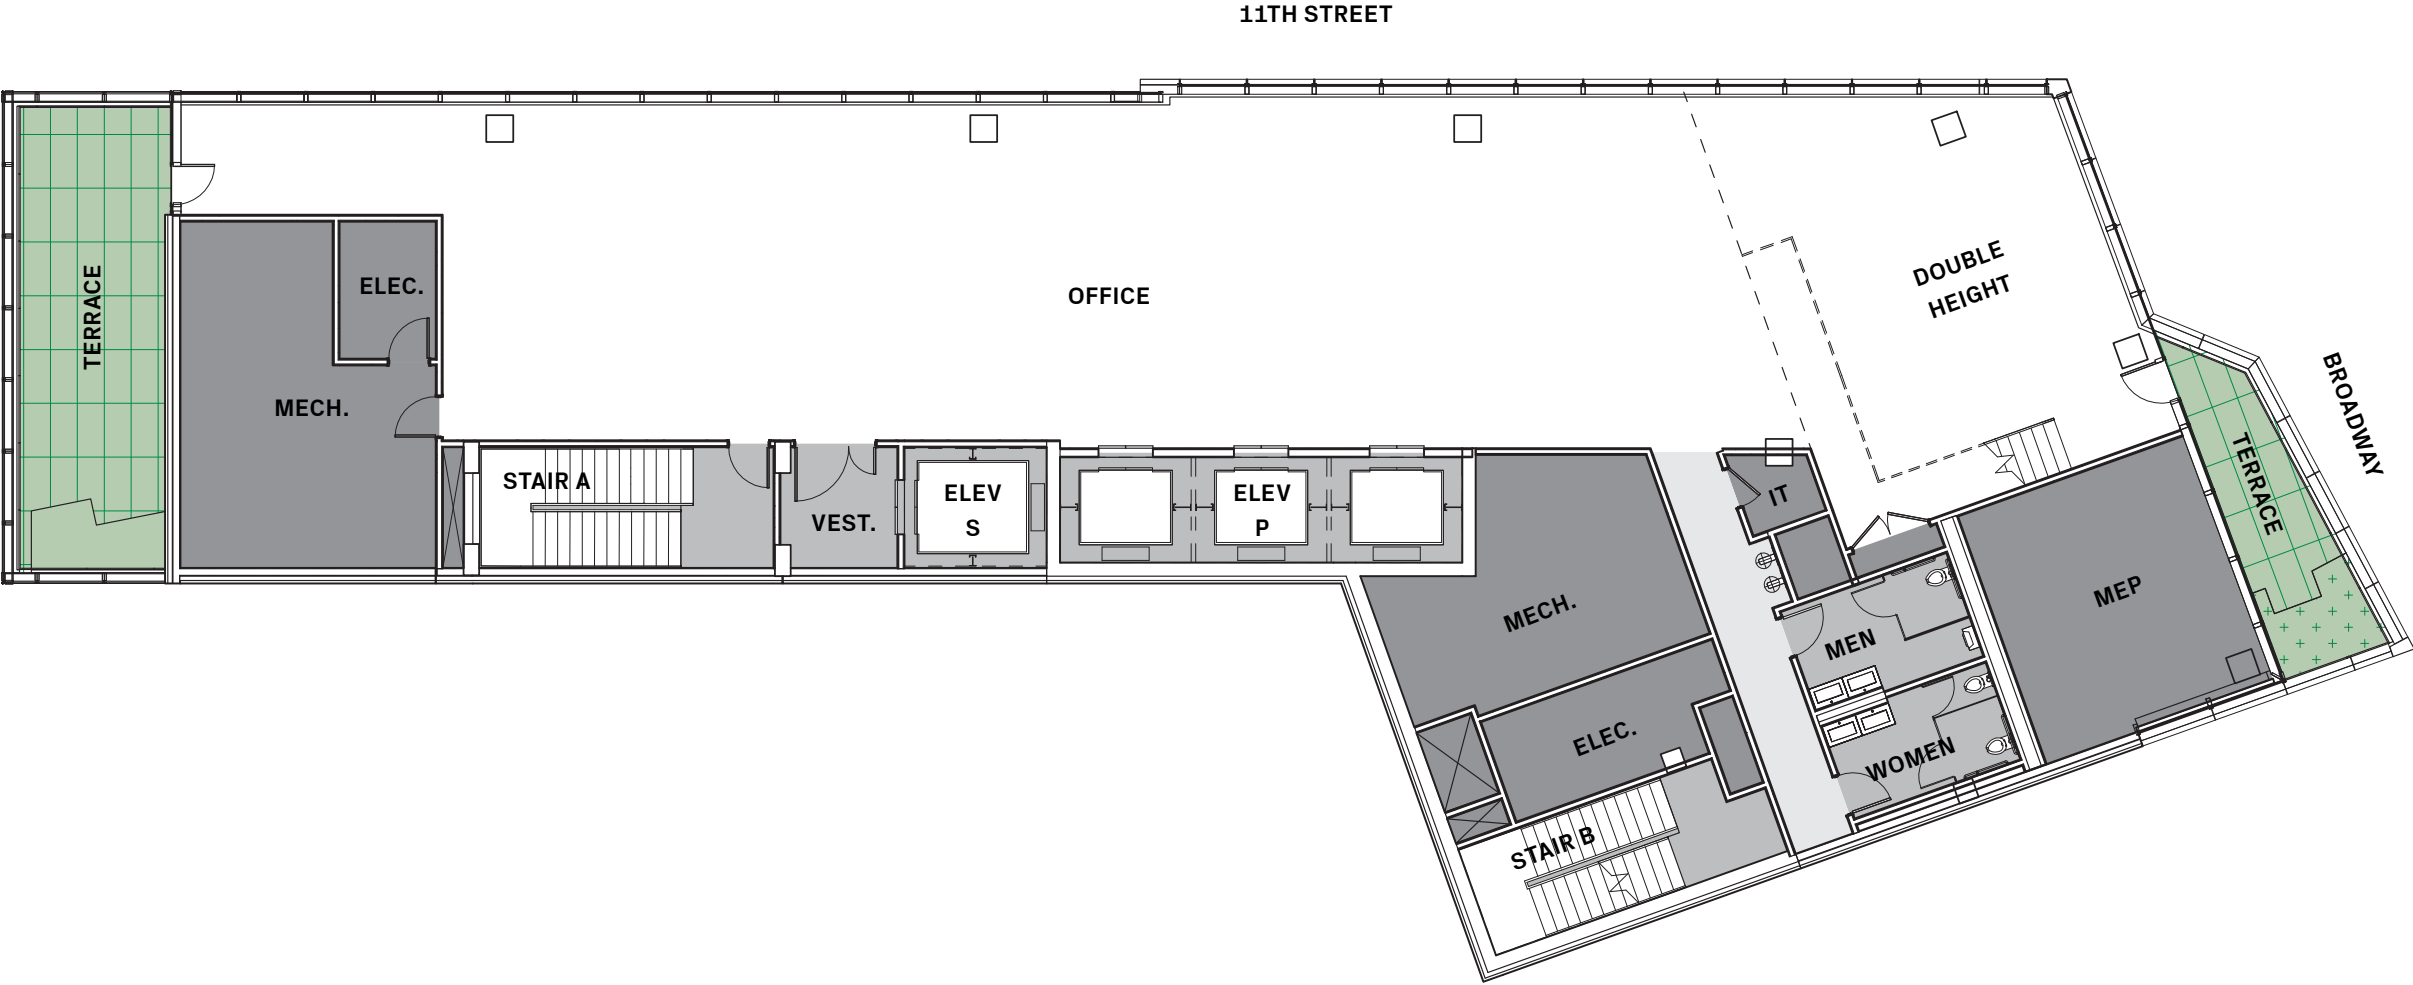 11TH STREET
TERRACE
ELEC.
MECH.
OFFICE
DOUBLE
HEIGHT
BROADWAY
STAIR A
VEST.
ELEV
S
ELEV
P
IT
TERRACE
MECH.
MEN
MEP
ELEC.
WOMEN
STAIR B